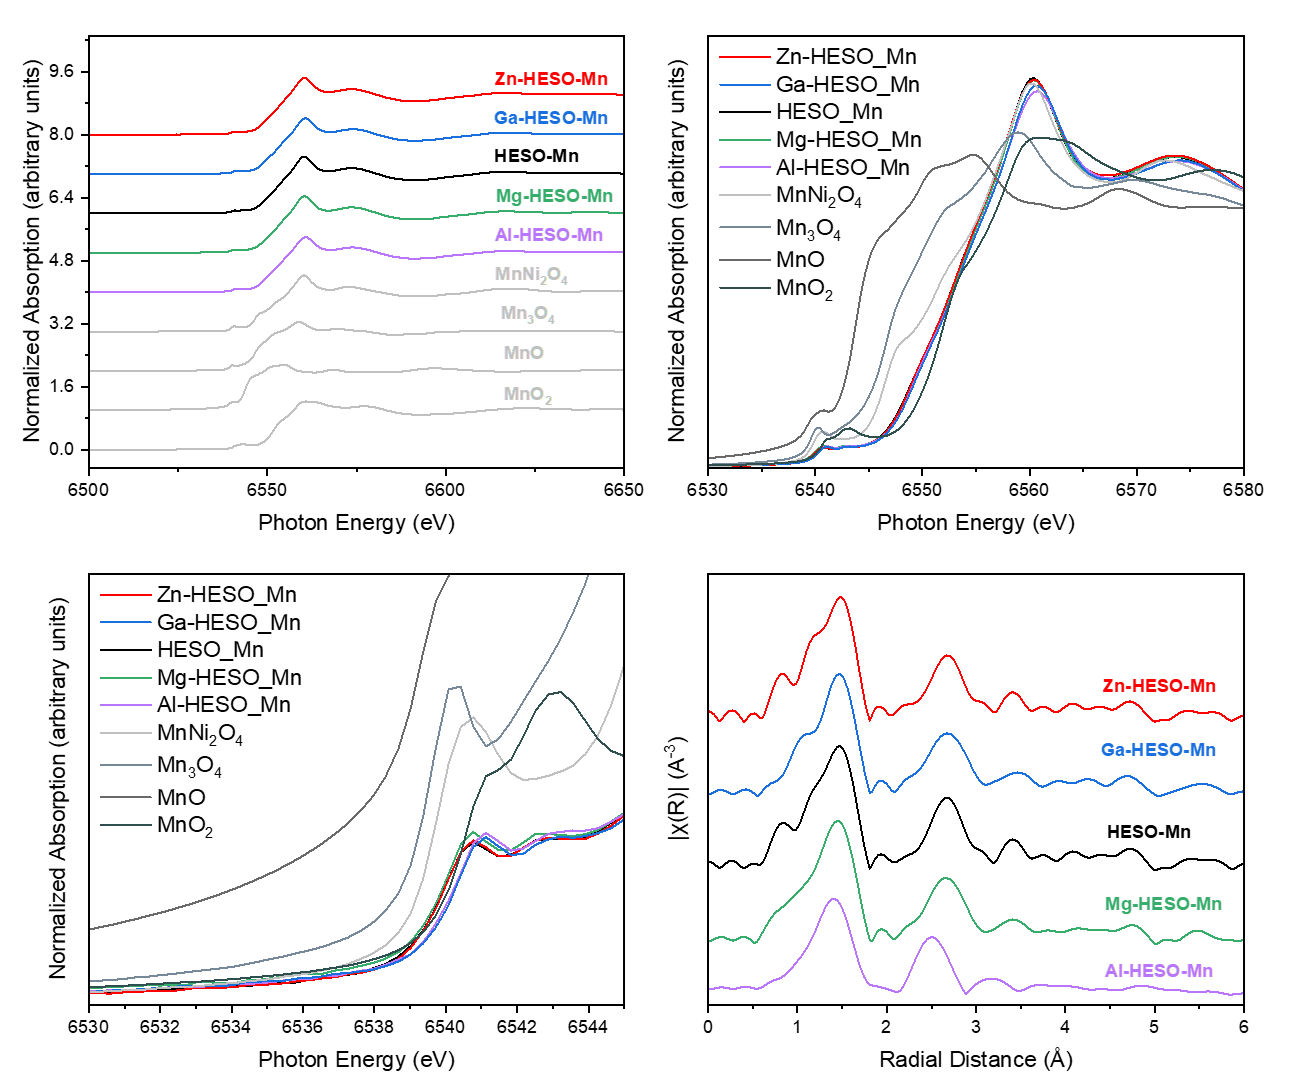 Normalized Absorption (arbitrary units)
9.6
8.0
6.4
4.8
3.2
1.6
0.0
Zn-HESO-Mn
Ga-HESO-Mn
HESO-Mn
Mg-HESO-Mn
Al-HESO-Mn
MnNi₂O₄
Mn₃O₄
MnO
MnO₂
6500
6550
6600
6650
Photon Energy (eV)
Normalized Absorption (arbitrary units)
Zn-HESO_Mn
Ga-HESO_Mn
HESO_Mn
Mg-HESO_Mn
Al-HESO_Mn
MnNi₂O₄
Mn₃O₄
MnO
MnO₂
6530
6540
6550
6560
6570
6580
Photon Energy (eV)
Normalized Absorption (arbitrary units)
Zn-HESO_Mn
Ga-HESO_Mn
HESO_Mn
Mg-HESO_Mn
Al-HESO_Mn
MnNi₂O₄
Mn₃O₄
MnO
MnO₂
6530
6532
6534
6536
6538
6540
6542
6544
Photon Energy (eV)
|χ(R)| (A⁻³)
Zn-HESO-Mn
Ga-HESO-Mn
HESO-Mn
Mg-HESO-Mn
Al-HESO-Mn
0
1
2
3
4
5
6
Radial Distance (Å)